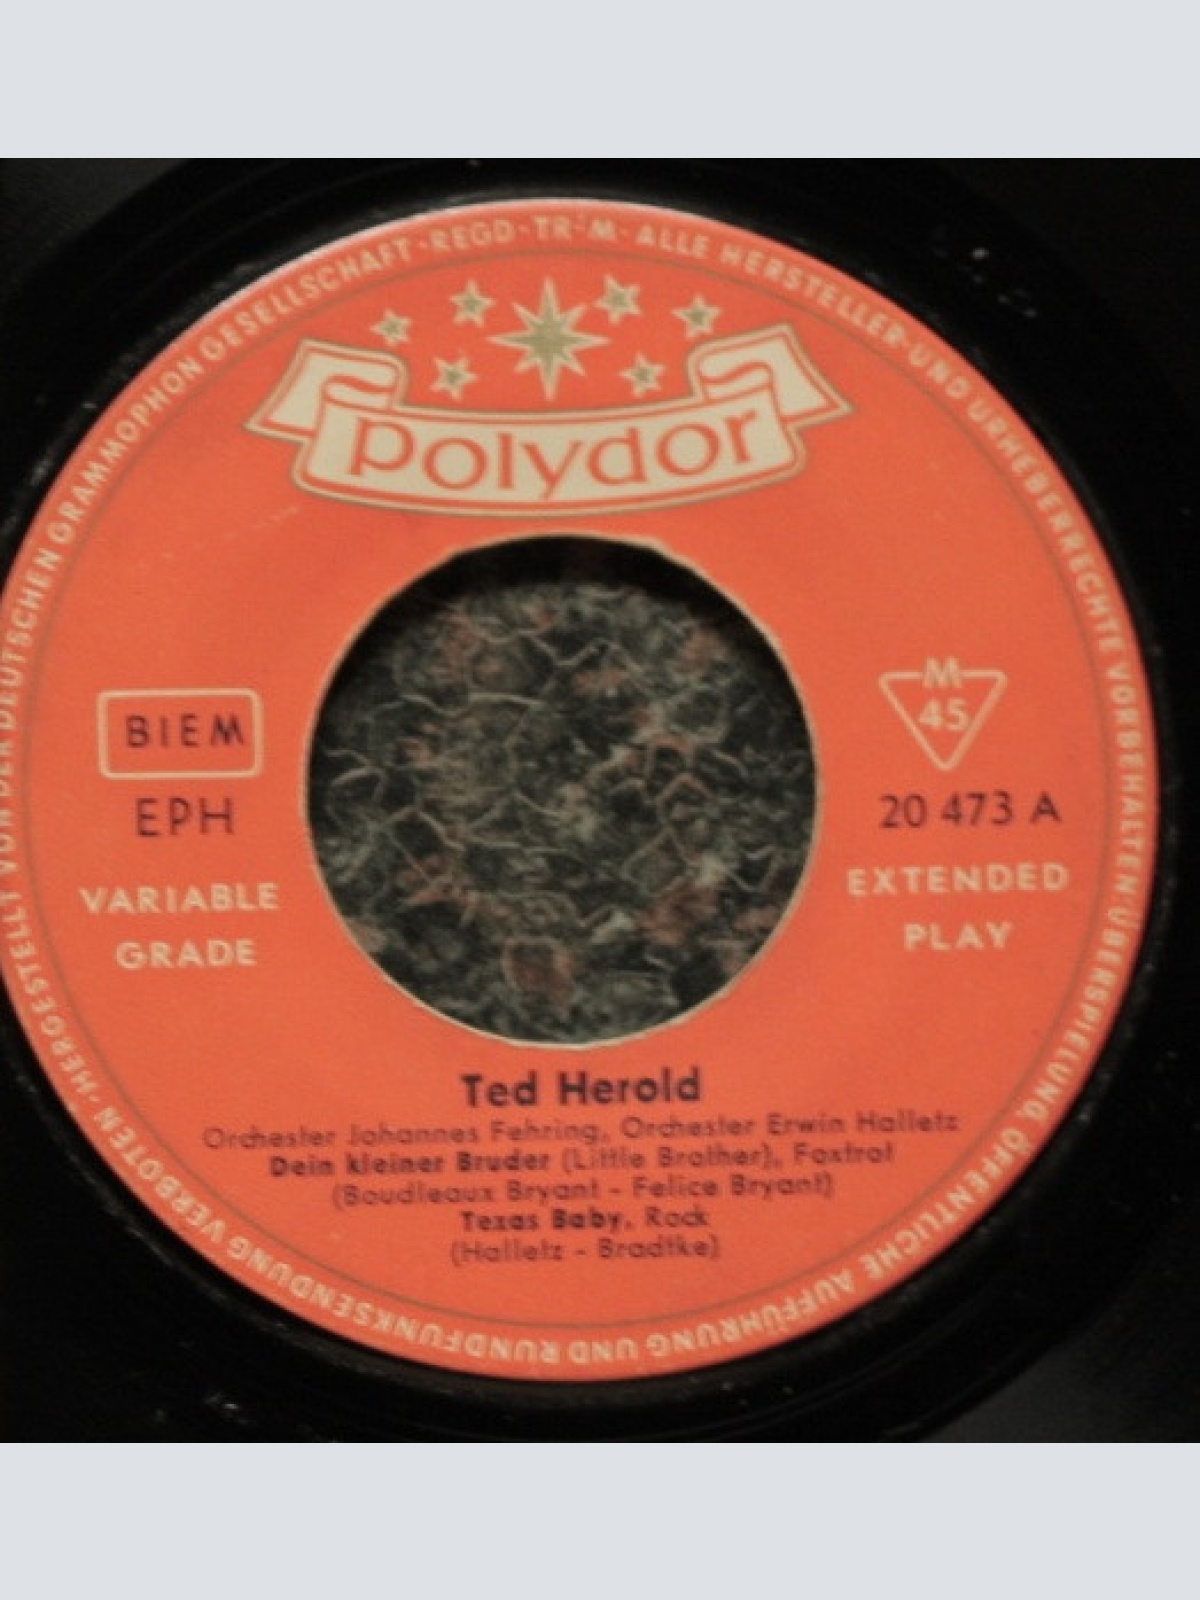 HERGESTELLT VON DER DEUTSCHEN GRAMMOPHON GESELLSCHAFT · REGD · TR·M· ALLE HERSTELLER- UND URHEBERRECHTE VORBEHALTEN · ÜBERSPIELUNG, ÖFFENTLICHE AUFFÜHRUNG UND RUNDFUNKSENDUNG VERBOTEN ·
polydor
BIEM
EPH
VARIABLE
GRADE
M
45
20 473 A
EXTENDED
PLAY
Ted Herold
Orchester Johannes Fehring, Orchester Erwin Halletz
Dein kleiner Bruder (Little Brother), Foxtrot
(Boudleaux Bryant - Felice Bryant)
Texas Baby, Rock
(Halletz - Bradtke)